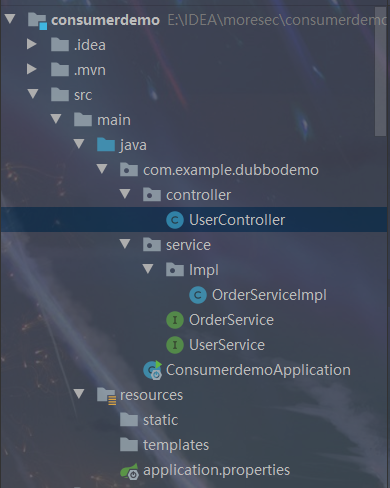 consumerdemo E:\IDEA\moresec\consumerdemo
.idea
.mvn
src
main
java
com.example.dubbodemo
controller
C UserController
service
Impl
C OrderServiceImpl
I OrderService
I UserService
ConsumerdemoApplication
resources
static
templates
application.properties